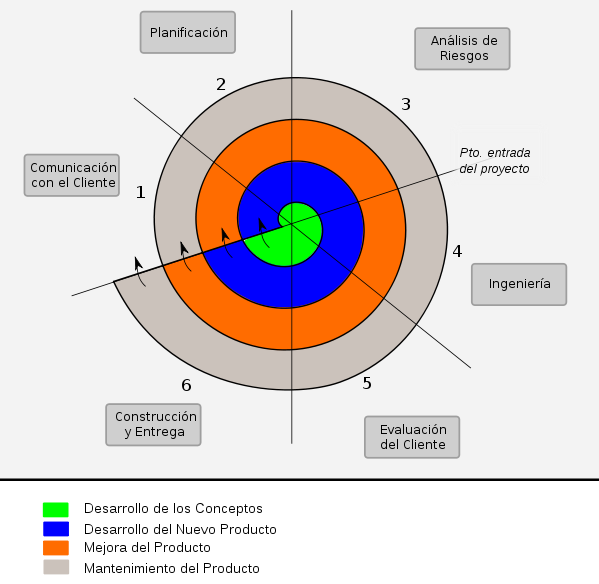 Planificación
Análisis de
Riesgos
2
3
Pto. entrada
del proyecto
Comunicación
con el Cliente
1
4
Ingeniería
6
5
Construcción
y Entrega
Evaluación
del Cliente
Desarrollo de los Conceptos
Desarrollo del Nuevo Producto
Mejora del Producto
Mantenimiento del Producto